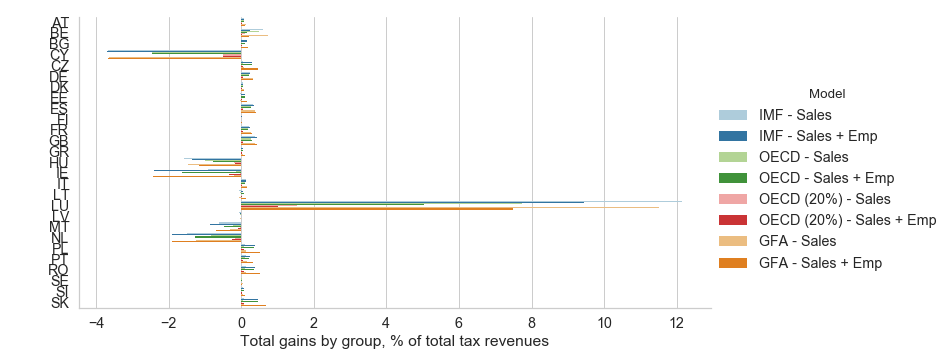 AT
BE
BG
CY
CZ
DE
DK
EE
ES
FI
FR
GB
GR
HU
IE
IT
LT
LU
LV
MT
NL
PL
PT
RO
SE
SI
SK
−4 −2 0 2 4 6 8 10 12
Total gains by group, % of total tax revenues
Model
IMF - Sales
IMF - Sales + Emp
OECD - Sales
OECD - Sales + Emp
OECD (20%) - Sales
OECD (20%) - Sales + Emp
GFA - Sales
GFA - Sales + Emp